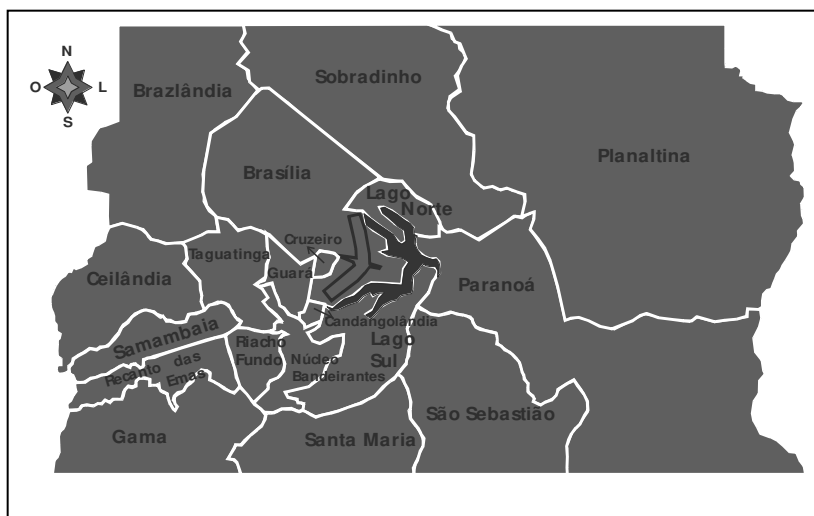 N
O L
S
Brazlândia
Sobradinho
Planaltina
Brasília
Lago
Norte
Cruzeiro
Taguatinga
Guará
Ceilândia
Paranoá
Candangolândia
Samambaia
Riacho
Fundo
Lago
Sul
Recanto das
Emas
Núcleo
Bandeirantes
Gama
Santa Maria
São Sebastião